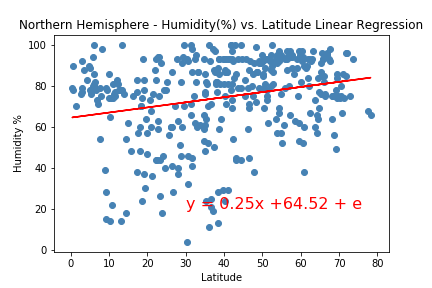 Northern Hemisphere - Humidity(%) vs. Latitude Linear Regression
100
80
60
40
20
0
Humidity %
y = 0.25x +64.52 + e
0 10 20 30 40 50 60 70 80
Latitude